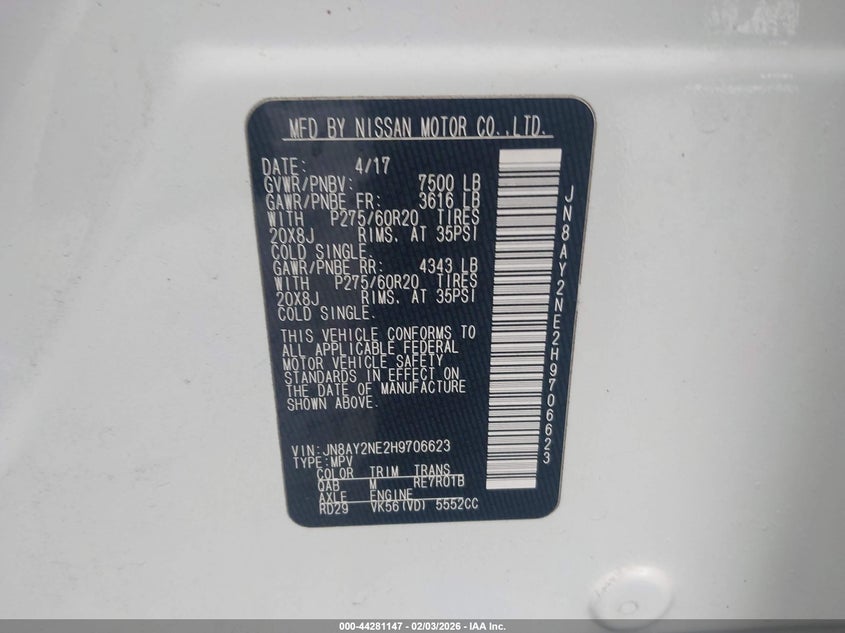 MFD BY NISSAN MOTOR CO.,LTD.
DATE: 4/17
GVWR/PNBV: 7500 LB
GAWR/PNBE FR: 3616 LB
WITH P275/60R20 TIRES
20X8J RIMS, AT 35PSI
COLD SINGLE.
GAWR/PNBE RR: 4343 LB
WITH P275/60R20 TIRES
20X8J RIMS, AT 35PSI
COLD SINGLE.
THIS VEHICLE CONFORMS TO
ALL APPLICABLE FEDERAL
MOTOR VEHICLE SAFETY
STANDARDS IN EFFECT ON
THE DATE OF MANUFACTURE
SHOWN ABOVE.
VIN:JN8AY2NE2H9706623
TYPE:MPV
COLOR TRIM TRANS
QAB M RE7R01B
AXLE ENGINE
RD29 VK56(VD) 5552CC
JN8AY2NE2H9706623
000-44281147 - 02/03/2026 - IAA Inc.